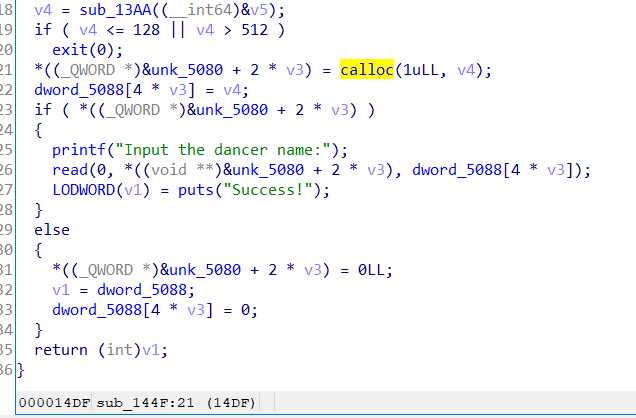 18 v4 = sub_13AA((__int64)&v5);
19 if ( v4 <= 128 || v4 > 512 )
20 exit(0);
21 *((_QWORD *)&unk_5080 + 2 * v3) = calloc(1uLL, v4);
22 dword_5088[4 * v3] = v4;
23 if ( *((_QWORD *)&unk_5080 + 2 * v3) )
24 {
25 printf("Input the dancer name:");
26 read(0, *((void **)&unk_5080 + 2 * v3), dword_5088[4 * v3]);
27 LODWORD(v1) = puts("Success!");
28 }
29 else
30 {
31 *((_QWORD *)&unk_5080 + 2 * v3) = 0LL;
32 v1 = dword_5088;
33 dword_5088[4 * v3] = 0;
34 }
35 return (int)v1;
36 }
000014DF sub_144F:21 (14DF)